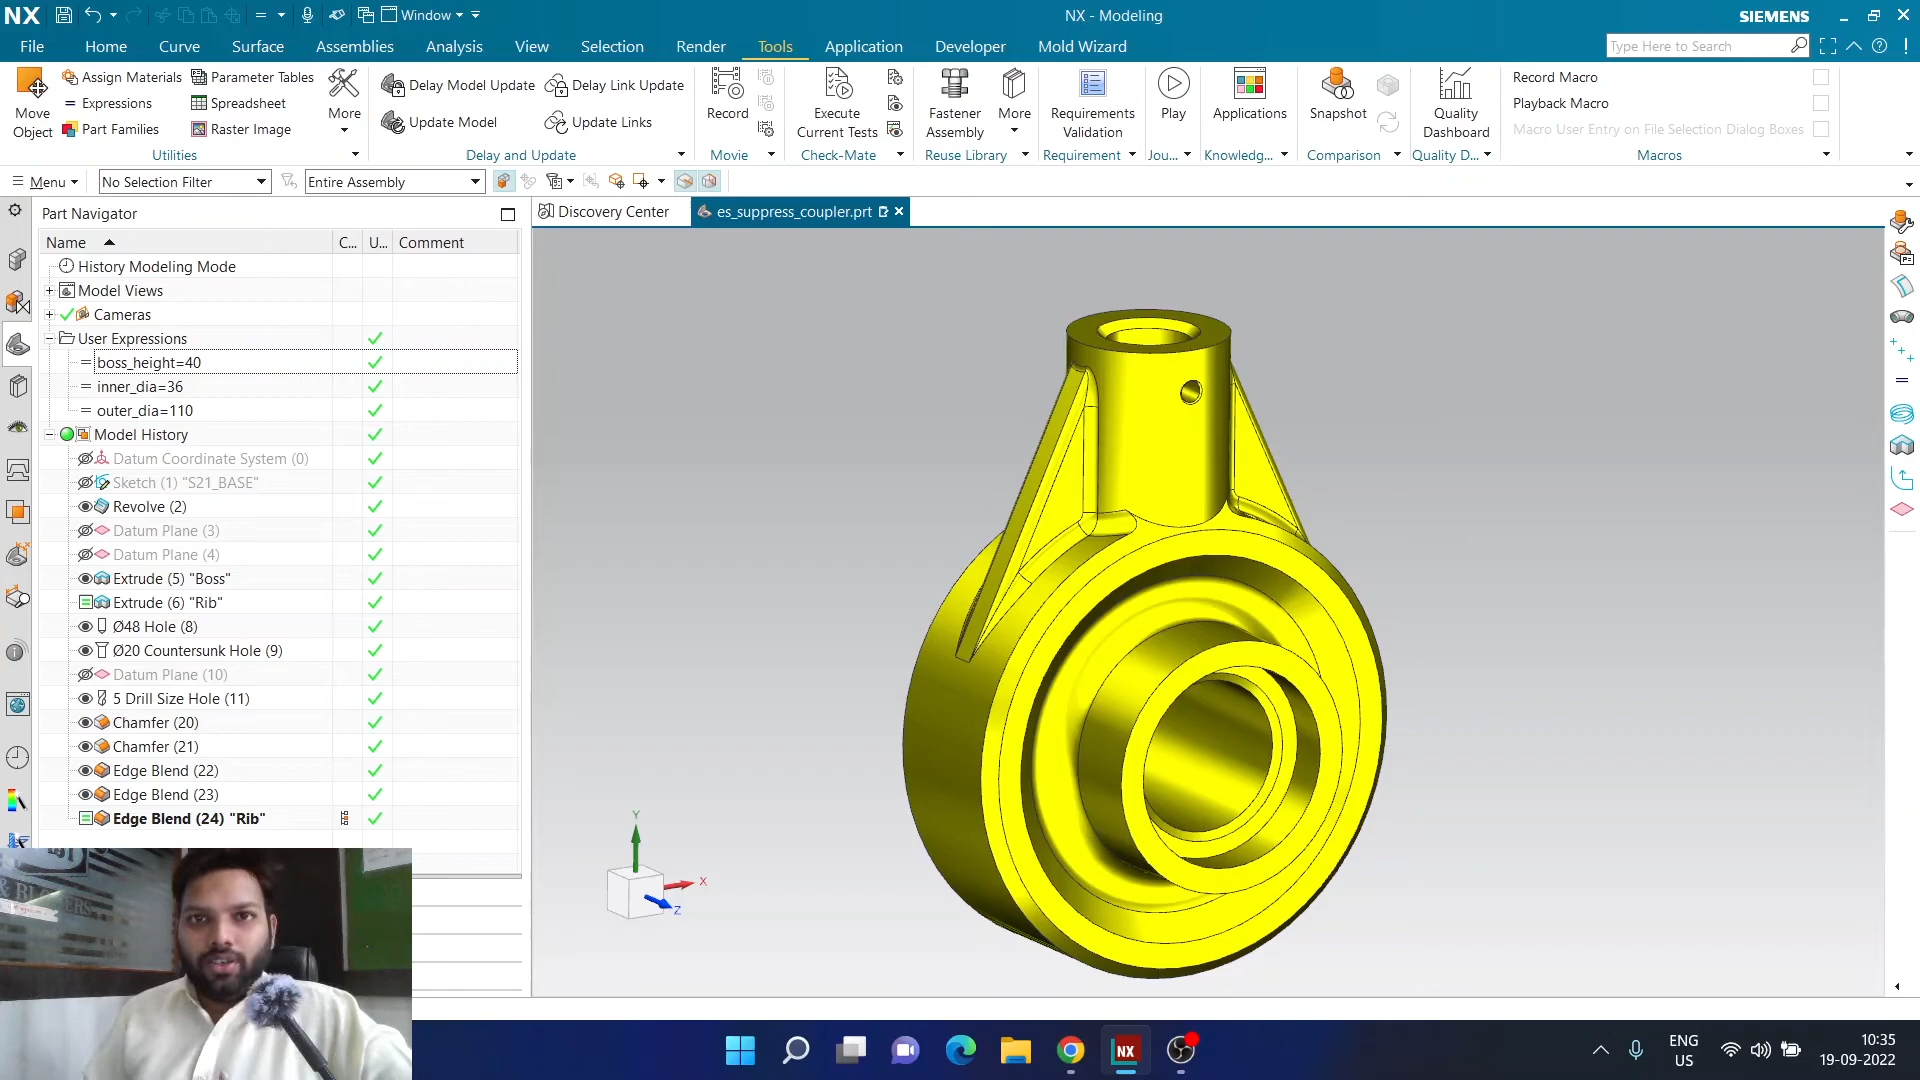 NX
Window
NX - Modeling
SIEMENS
File
Home
Curve
Surface
Assemblies
Analysis
View
Selection
Render
Tools
Application
Developer
Mold Wizard
Type Here to Search
Move Object
Assign Materials
Expressions
Part Families
Parameter Tables
Spreadsheet
Raster Image
More
Utilities
Delay Model Update
Update Model
Delay Link Update
Update Links
Delay and Update
Record
Movie
Execute Current Tests
Check-Mate
Fastener Assembly
More
Reuse Library
Requirements Validation
Requirement
Play
Jou...
Applications
Knowledg...
Snapshot
Comparison
Quality Dashboard
Quality D...
Record Macro
Playback Macro
Macro User Entry on File Selection Dialog Boxes
Macros
Menu
No Selection Filter
Entire Assembly
Part Navigator
Discovery Center
es_suppress_coupler.prt
Name C... U... Comment
History Modeling Mode
Model Views
Cameras
User Expressions
boss_height=40
inner_dia=36
outer_dia=110
Model History
Datum Coordinate System (0)
Sketch (1) "S21_BASE"
Revolve (2)
Datum Plane (3)
Datum Plane (4)
Extrude (5) "Boss"
Extrude (6) "Rib"
Ø48 Hole (8)
Ø20 Countersunk Hole (9)
Datum Plane (10)
5 Drill Size Hole (11)
Chamfer (20)
Chamfer (21)
Edge Blend (22)
Edge Blend (23)
Edge Blend (24) "Rib"
Y
X
Z
NX
ENG
US
10:35
19-09-2022